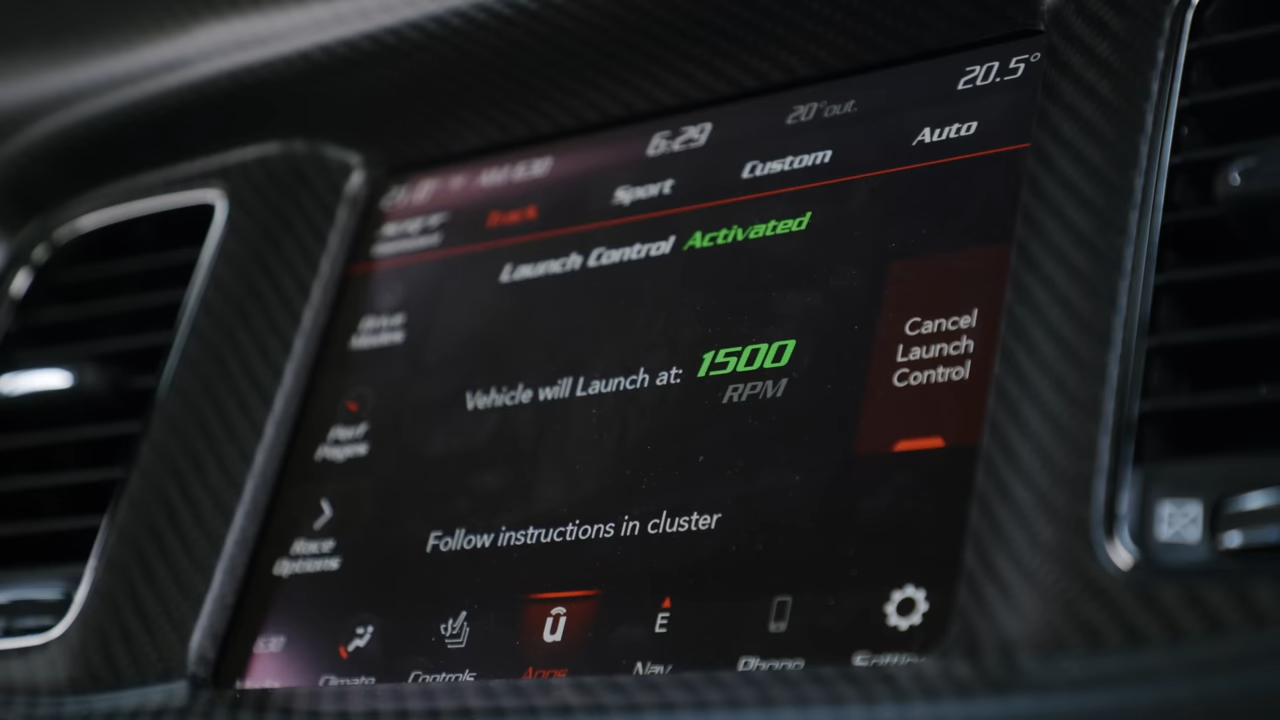 20.5°
6:29
20°out.
Track
Sport
Custom
Auto
Launch Control Activated
Drive
Modes
Perf
Pages
Race
Options
Vehicle will Launch at: 1500
RPM
Cancel
Launch
Control
Follow instructions in cluster
E
Climate
Controls
Apps
Nav
Phone
Settings